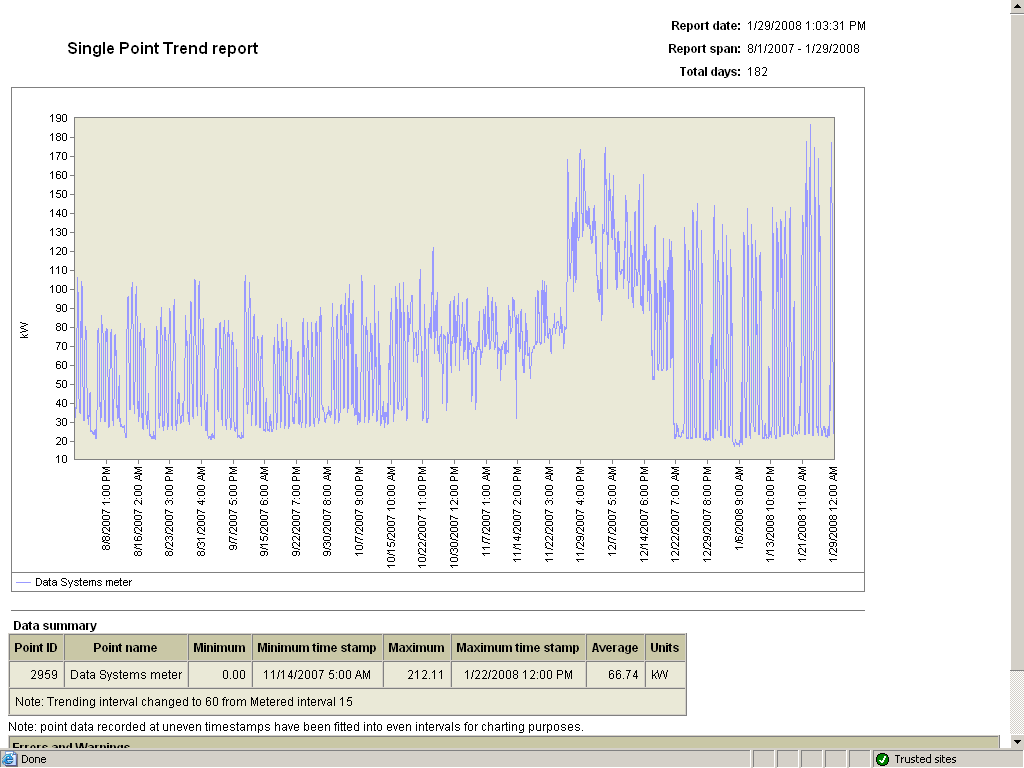 Report date: 1/29/2008 1:03:31 PM
Single Point Trend report
Report span: 8/1/2007 - 1/29/2008
Total days: 182
190
180
170
160
150
140
130
120
110
100
90
80
70
60
50
40
30
20
10
kW
8/8/2007 1:00 PM
8/16/2007 2:00 AM
8/23/2007 3:00 PM
8/31/2007 4:00 AM
9/7/2007 5:00 PM
9/15/2007 6:00 AM
9/22/2007 7:00 PM
9/30/2007 8:00 AM
10/7/2007 9:00 PM
10/15/2007 10:00 AM
10/22/2007 11:00 PM
10/30/2007 12:00 PM
11/7/2007 1:00 AM
11/14/2007 2:00 PM
11/22/2007 3:00 AM
11/29/2007 4:00 PM
12/7/2007 5:00 AM
12/14/2007 6:00 PM
12/22/2007 7:00 AM
12/29/2007 8:00 PM
1/6/2008 9:00 AM
1/13/2008 10:00 PM
1/21/2008 11:00 AM
1/29/2008 12:00 AM
Data Systems meter
Data summary
Point ID Point name Minimum Minimum time stamp Maximum Maximum time stamp Average Units
2959 Data Systems meter 0.00 11/14/2007 5:00 AM 212.11 1/22/2008 12:00 PM 66.74 kW
Note: Trending interval changed to 60 from Metered interval 15
Note: point data recorded at uneven timestamps have been fitted into even intervals for charting purposes.
Errors and Warnings
Done Trusted sites